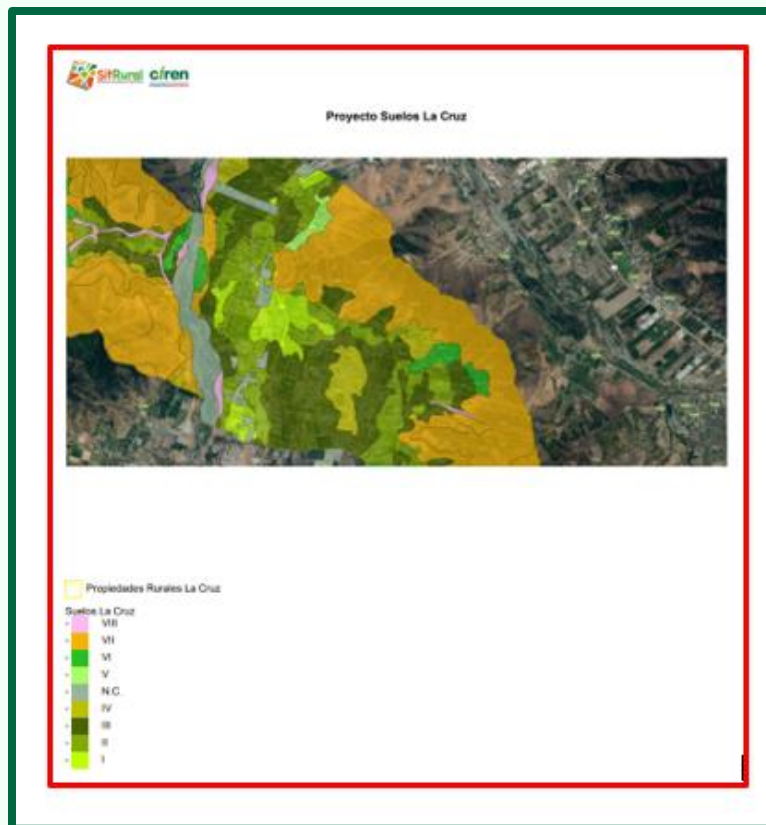 SitRural ciren
Proyecto Suelos La Cruz
Propiedades Rurales La Cruz
Suelos La Cruz
VIII
VII
VI
V
N.C.
IV
III
II
I